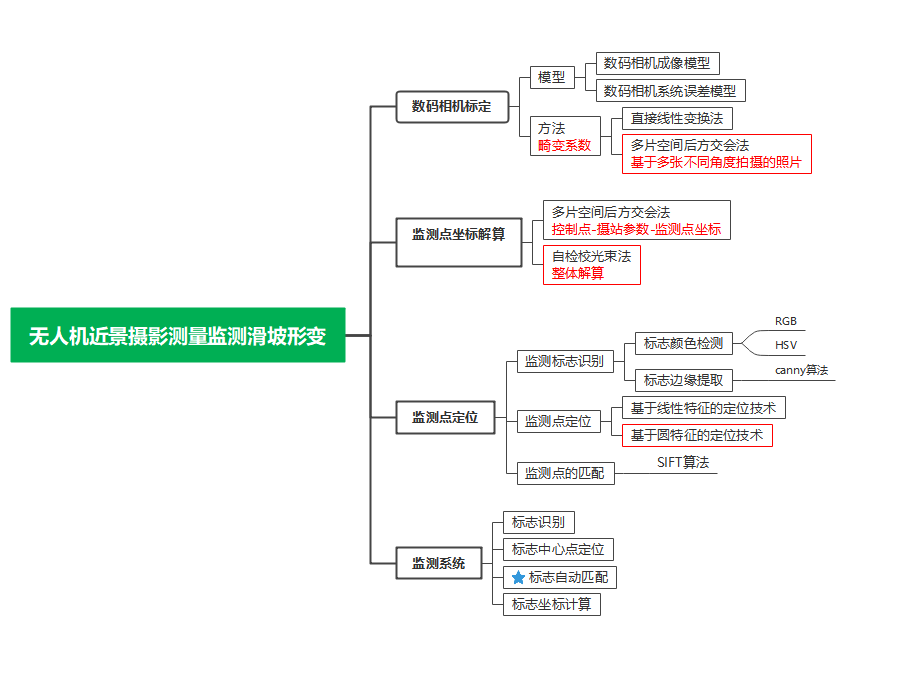 无人机近景摄影测量监测滑坡形变
数码相机标定
模型
数码相机成像模型
数码相机系统误差模型
方法
畸变系数
直接线性变换法
多片空间后方交会法
基于多张不同角度拍摄的照片
监测点坐标解算
多片空间后方交会法
控制点-摄站参数-监测点坐标
自检校光束法
整体解算
监测点定位
监测标志识别
标志颜色检测
RGB
HSV
标志边缘提取
canny算法
监测点定位
基于线性特征的定位技术
基于圆特征的定位技术
监测点的匹配
SIFT算法
监测系统
标志识别
标志中心点定位
标志自动匹配
标志坐标计算